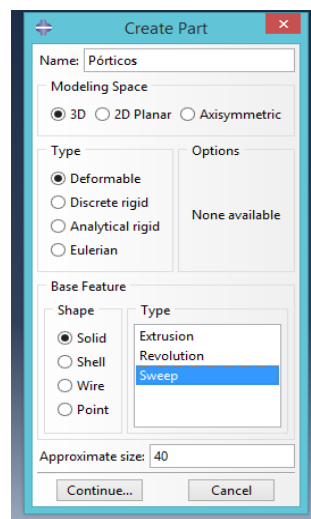 Create Part
Name: Pórticos
Modeling Space
3D 2D Planar Axisymmetric
Type
Deformable
Discrete rigid
Analytical rigid
Eulerian
Options
None available
Base Feature
Shape
Solid
Shell
Wire
Point
Type
Extrusion
Revolution
Sweep
Approximate size: 40
Continue... Cancel